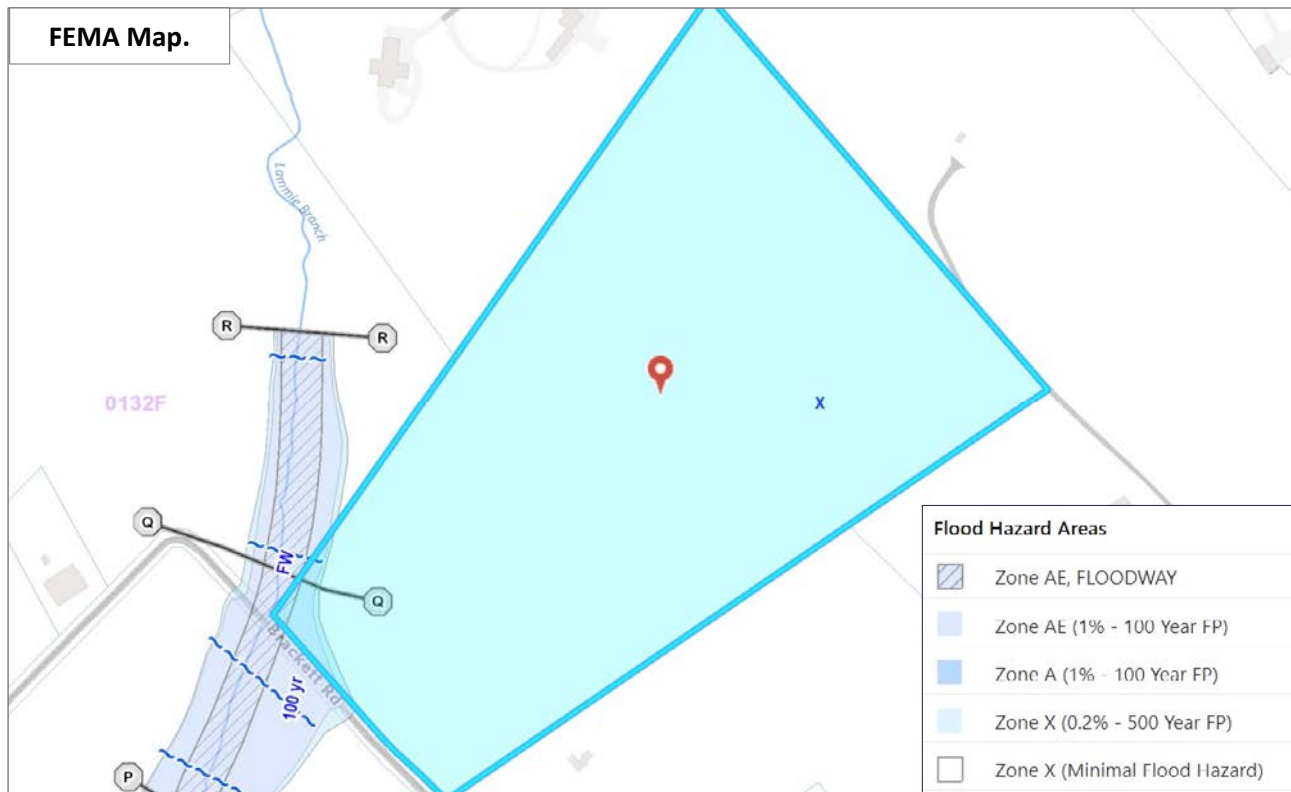 FEMA Map.
Lammie Branch
R
R
0132F
X
Q
FW
Q
Brackett Rd
100 yr
P
Flood Hazard Areas
Zone AE, FLOODWAY
Zone AE (1% - 100 Year FP)
Zone A (1% - 100 Year FP)
Zone X (0.2% - 500 Year FP)
Zone X (Minimal Flood Hazard)